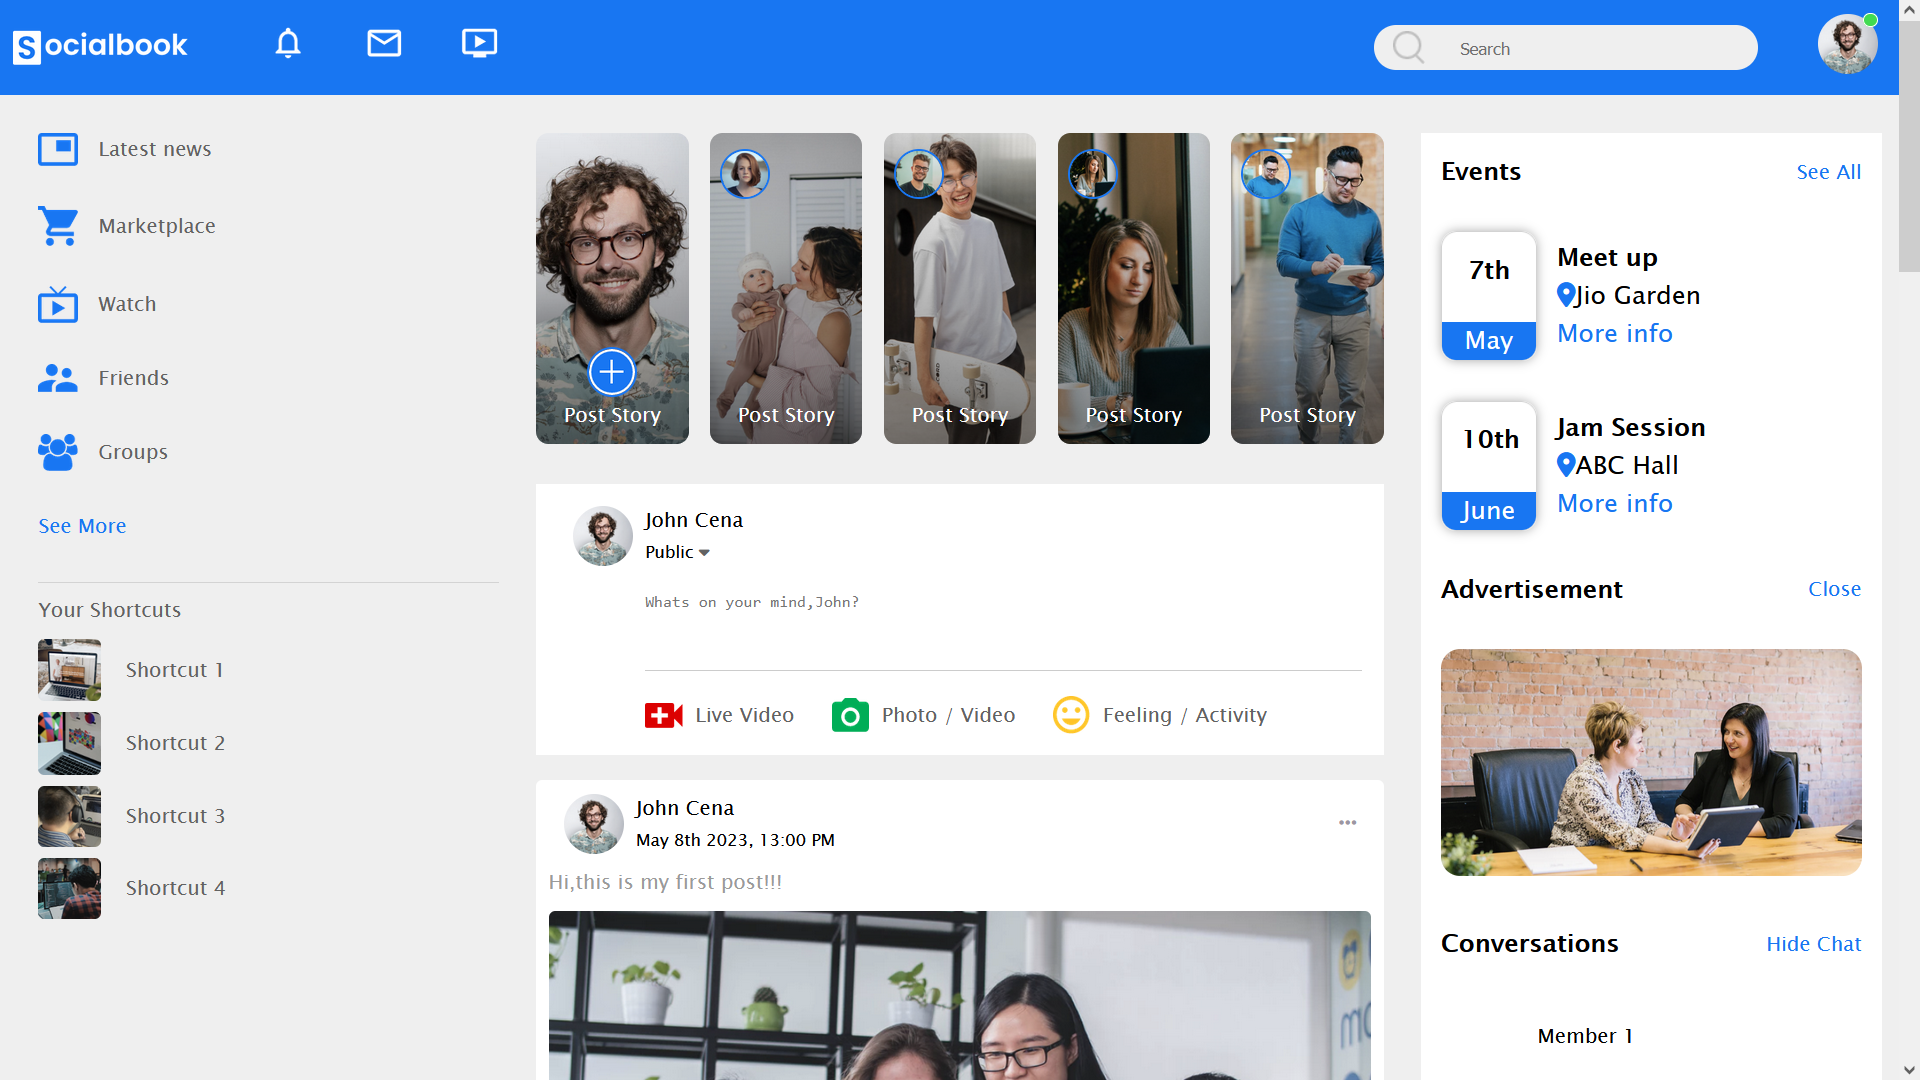 Socialbook
Search
Latest news
Marketplace
Watch
Friends
Groups
See More
Your Shortcuts
Shortcut 1
Shortcut 2
Shortcut 3
Shortcut 4
Post Story
Post Story
Post Story
Post Story
Post Story
John Cena
Public
Whats on your mind,John?
Live Video
Photo / Video
Feeling / Activity
John Cena
May 8th 2023, 13:00 PM
Hi,this is my first post!!!
Events
See All
7th
May
Meet up
Jio Garden
More info
10th
June
Jam Session
ABC Hall
More info
Advertisement
Close
Conversations
Hide Chat
Member 1